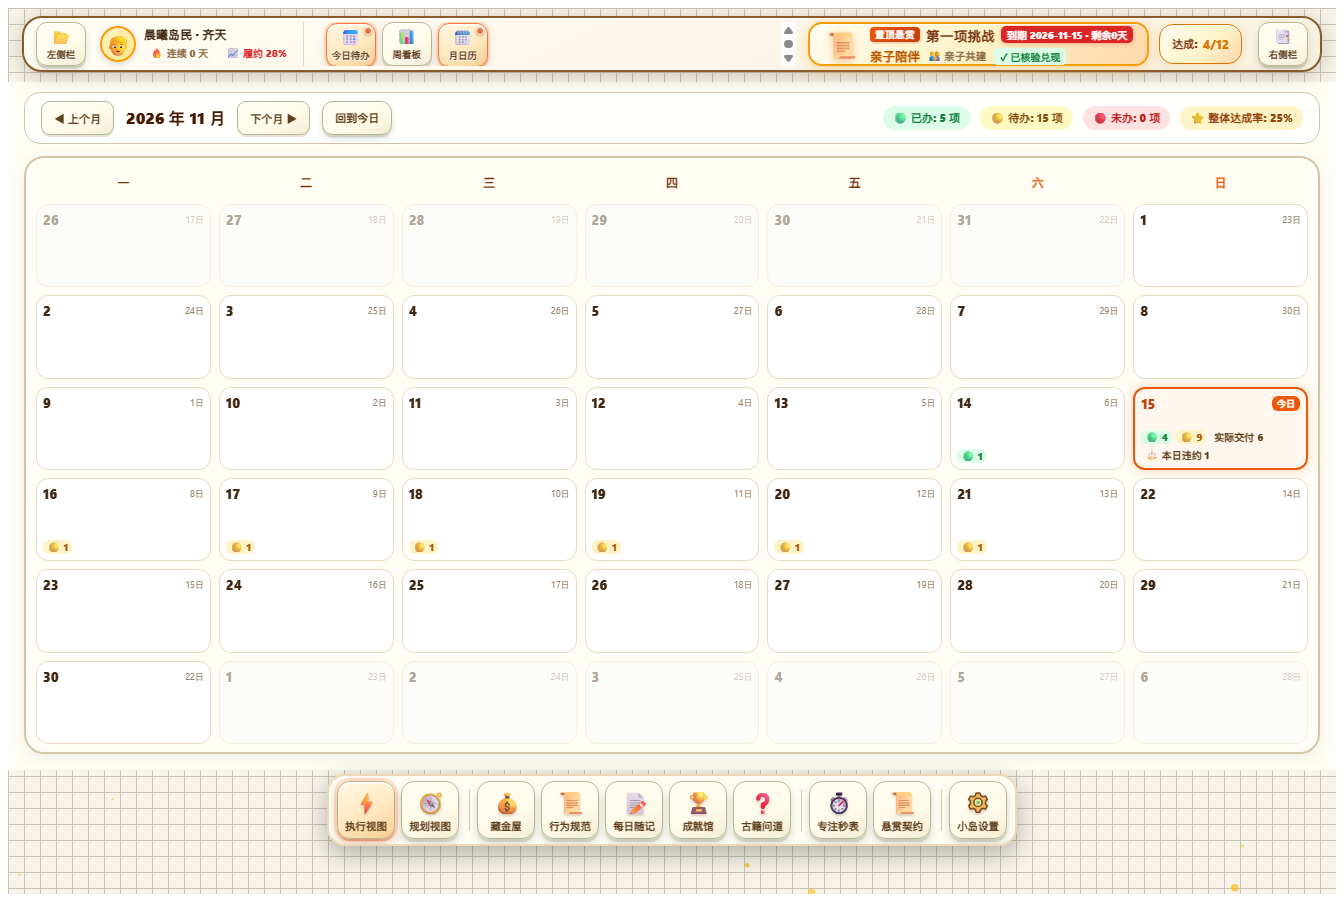 左侧栏
晨曦岛民 · 齐天
连续 0 天
履约 28%
今日待办
周看板
月日历
置顶悬赏 第一项挑战 到期 2026-11-15 · 剩余0天
亲子陪伴 亲子共建 ✓ 已核验兑现
达成: 4/12
右侧栏
◀ 上个月
2026 年 11 月
下个月 ▶
回到今日
已办: 5 项
待办: 15 项
未办: 0 项
整体达成率: 25%
一 二 三 四 五 六 日
26 17日 27 18日 28 19日 29 20日 30 21日 31 22日 1 23日
2 24日 3 25日 4 26日 5 27日 6 28日 7 29日 8 30日
9 1日 10 2日 11 3日 12 4日 13 5日 14 6日 15 今日
4 9 实际交付 6
1 本日违约 1
16 8日 17 9日 18 10日 19 11日 20 12日 21 13日 22 14日
1 1 1 1 1 1
23 15日 24 16日 25 17日 26 18日 27 19日 28 20日 29 21日
30 22日 1 23日 2 24日 3 25日 4 26日 5 27日 6 28日
执行视图 规划视图 藏金屋 行为规范 每日随记 成就馆 古籍问道 专注秒表 悬赏契约 小岛设置